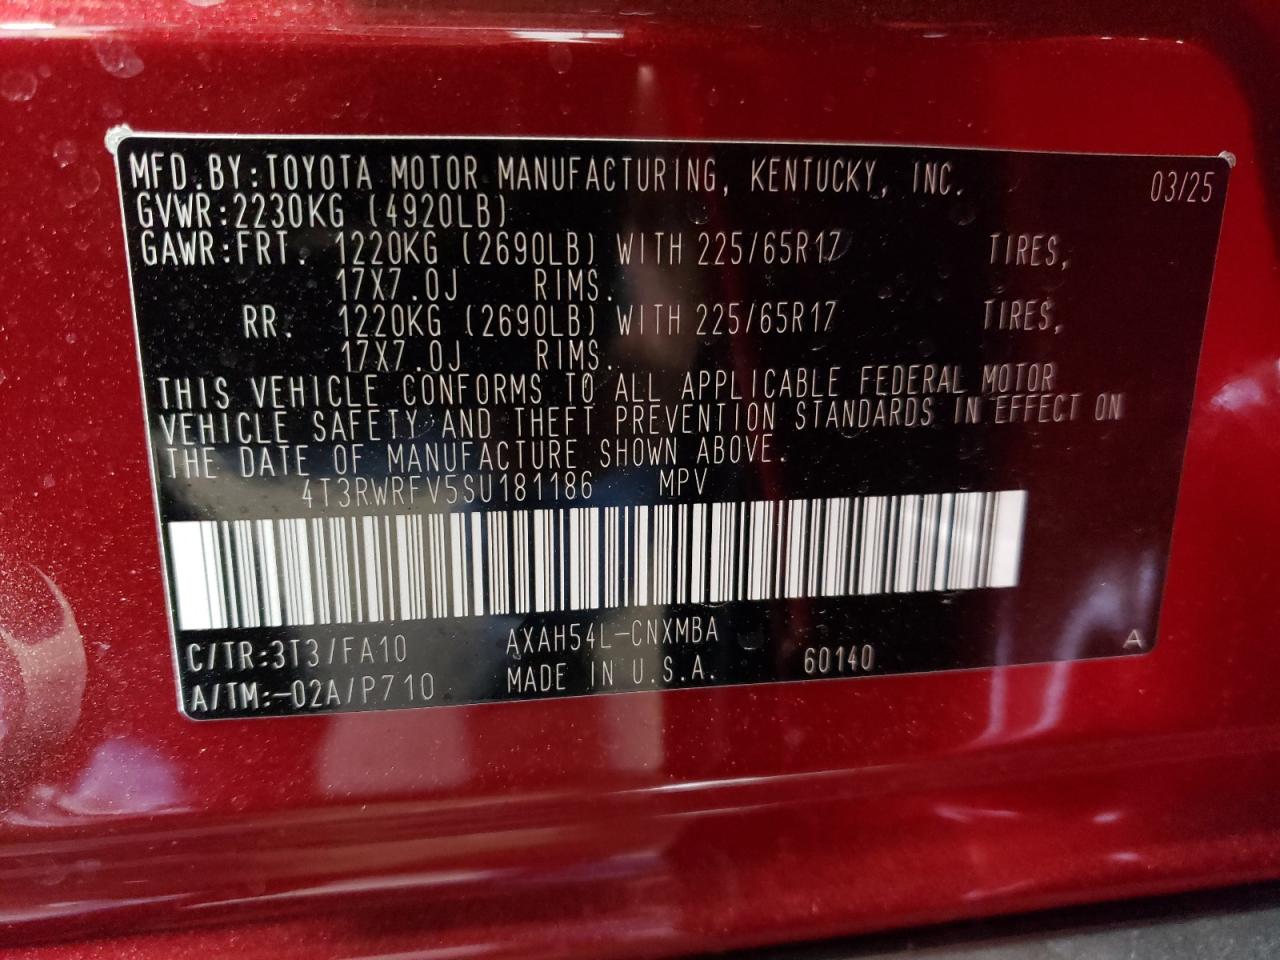 MFD.BY:TOYOTA MOTOR MANUFACTURING, KENTUCKY, INC. 03/25
GVWR:2230KG (4920LB)
GAWR:FRT. 1220KG (2690LB) WITH 225/65R17 TIRES,
17X7.0J RIMS.
RR. 1220KG (2690LB) WITH 225/65R17 TIRES,
17X7.0J RIMS.
THIS VEHICLE CONFORMS TO ALL APPLICABLE FEDERAL MOTOR
VEHICLE SAFETY AND THEFT PREVENTION STANDARDS IN EFFECT ON
THE DATE OF MANUFACTURE SHOWN ABOVE.
4T3RWRFV5SU181186 MPV
C/TR:3T3/FA10 AXAH54L-CNXMBA A
A/TM:-02A/P710 MADE IN U.S.A. 60140